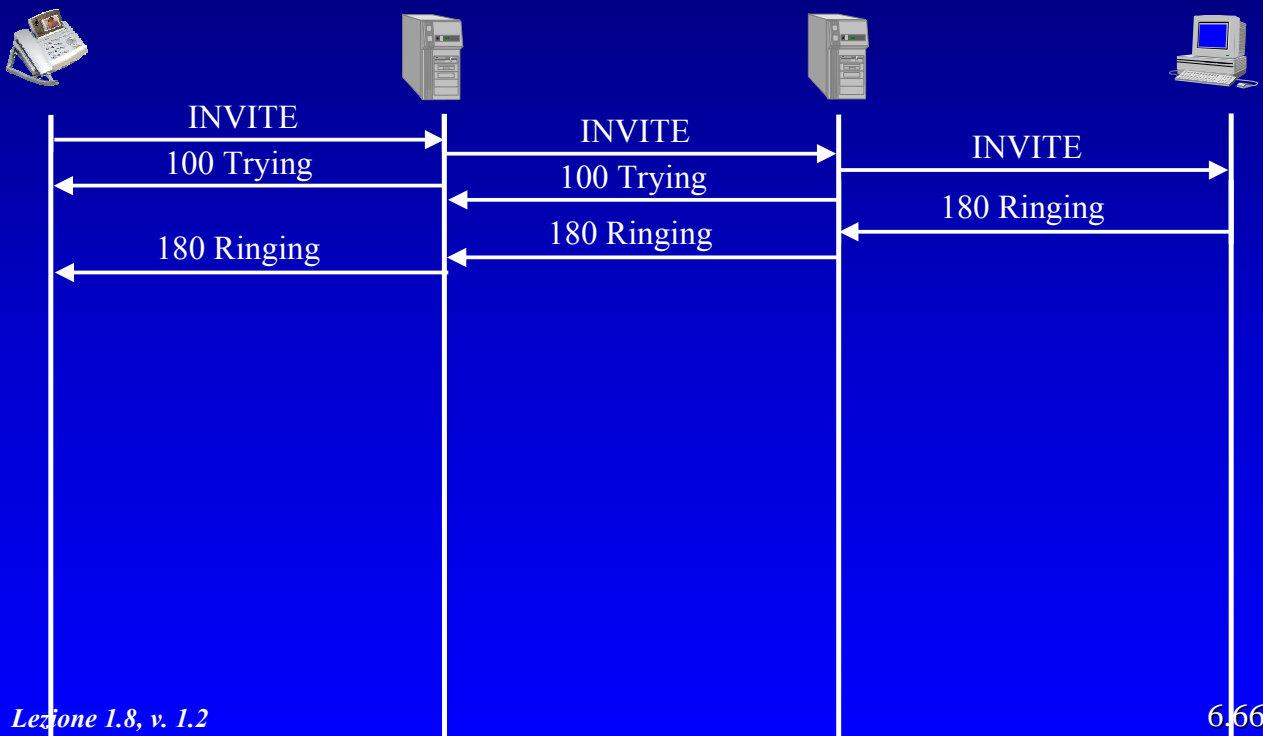 INVITE
INVITE
INVITE
100 Trying
100 Trying
180 Ringing
180 Ringing
180 Ringing
Lezione 1.8, v. 1.2
6.66